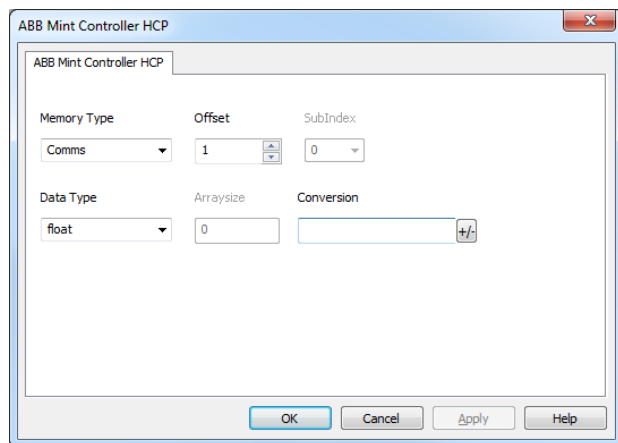 ABB Mint Controller HCP
ABB Mint Controller HCP
Memory Type Offset SubIndex
Comms 1 0
Data Type Arraysize Conversion
float 0 +/-
OK Cancel Apply Help